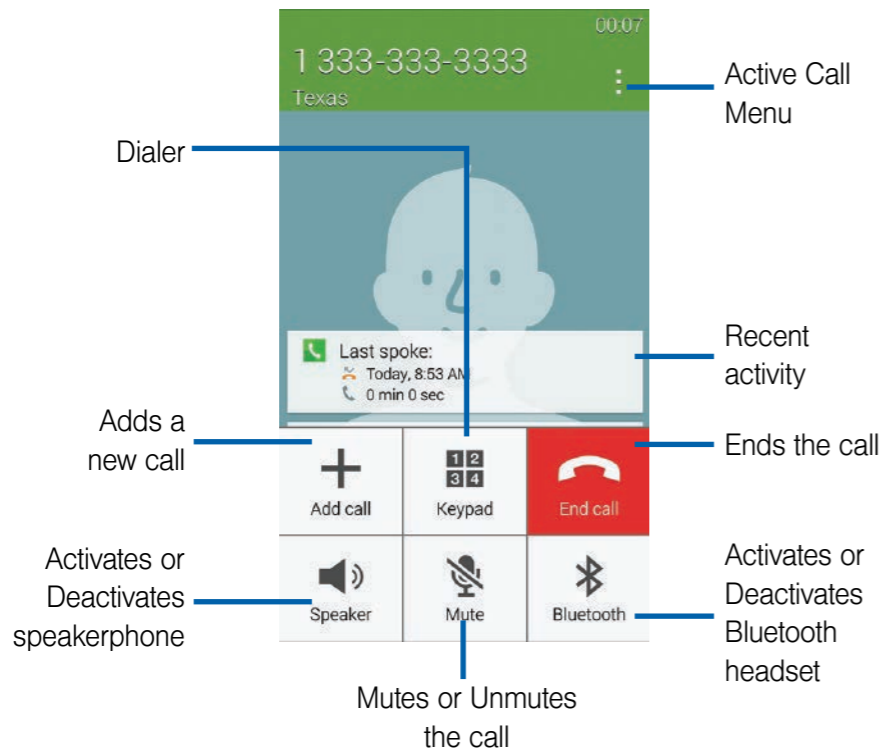 00:07
1 333-333-3333
Texas
Active Call
Menu
Dialer
Last spoke:
Today, 8:53 AM
0 min 0 sec
Recent
activity
Adds a
new call
Ends the call
1 2
3 4
Add call
Keypad
End call
Activates or
Deactivates
speakerphone
Speaker
Mute
Bluetooth
Activates or
Deactivates
Bluetooth
headset
Mutes or Unmutes
the call